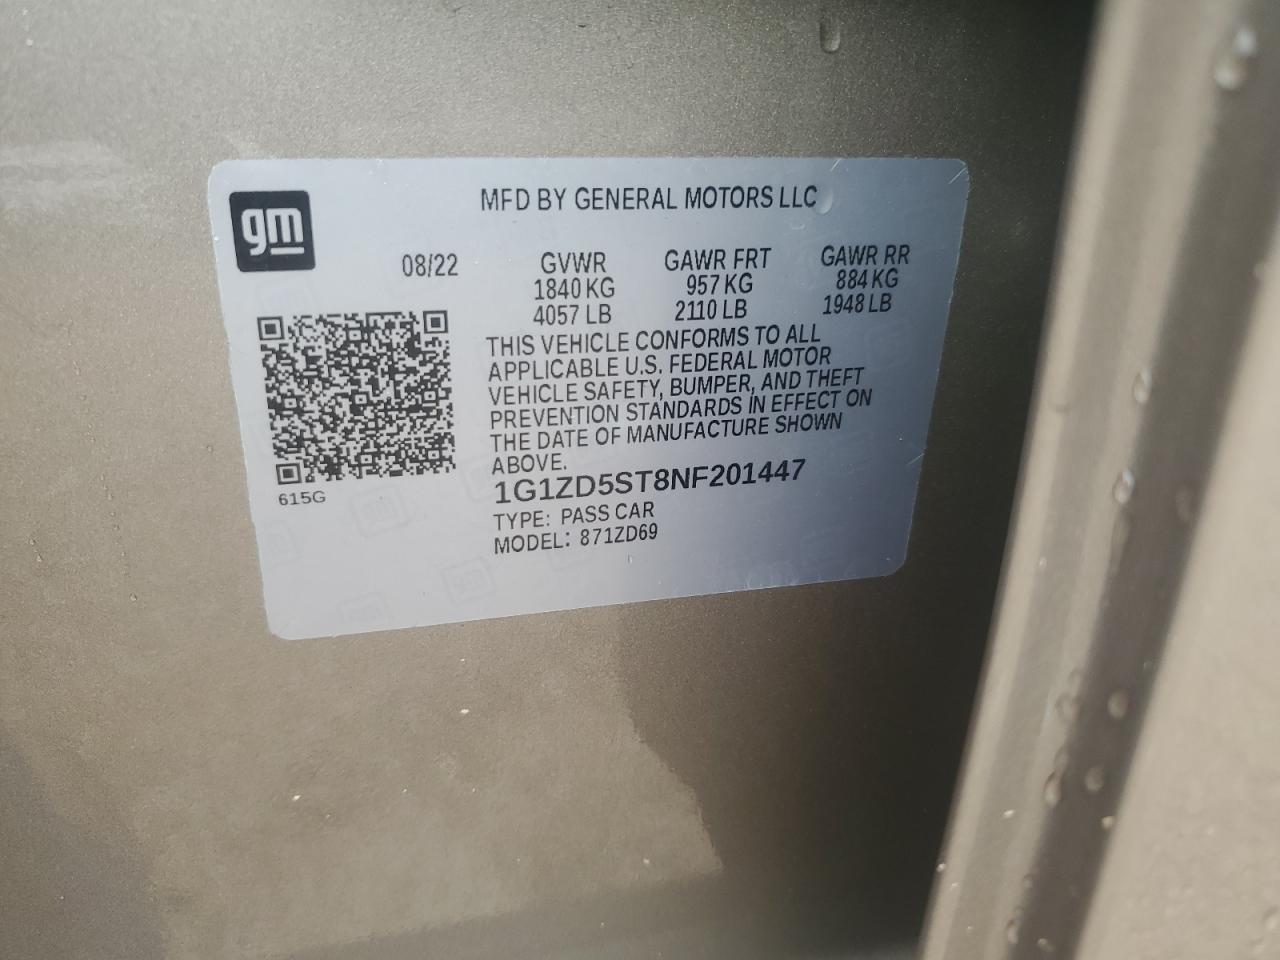 gm
MFD BY GENERAL MOTORS LLC
08/22 GVWR GAWR FRT GAWR RR
1840 KG 957 KG 884 KG
4057 LB 2110 LB 1948 LB
THIS VEHICLE CONFORMS TO ALL
APPLICABLE U.S. FEDERAL MOTOR
VEHICLE SAFETY, BUMPER, AND THEFT
PREVENTION STANDARDS IN EFFECT ON
THE DATE OF MANUFACTURE SHOWN
ABOVE.
1G1ZD5ST8NF201447
615G
TYPE: PASS CAR
MODEL: 871ZD69